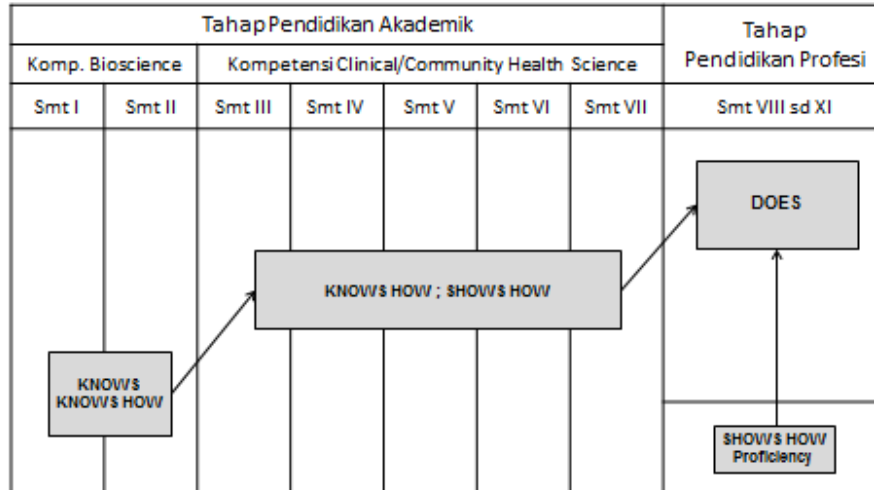 Tahap Pendidikan Akademik
Tahap
Pendidikan Profesi
Komp. Bioscience
Kompetensi Clinical/Community Health Science
Smt I
Smt II
Smt III
Smt IV
Smt V
Smt VI
Smt VII
Smt VIII sd XI
DOES
KNOWS HOW ; SHOWS HOW
KNOWS
KNOWS HOW
SHOWS HOW
Proficiency